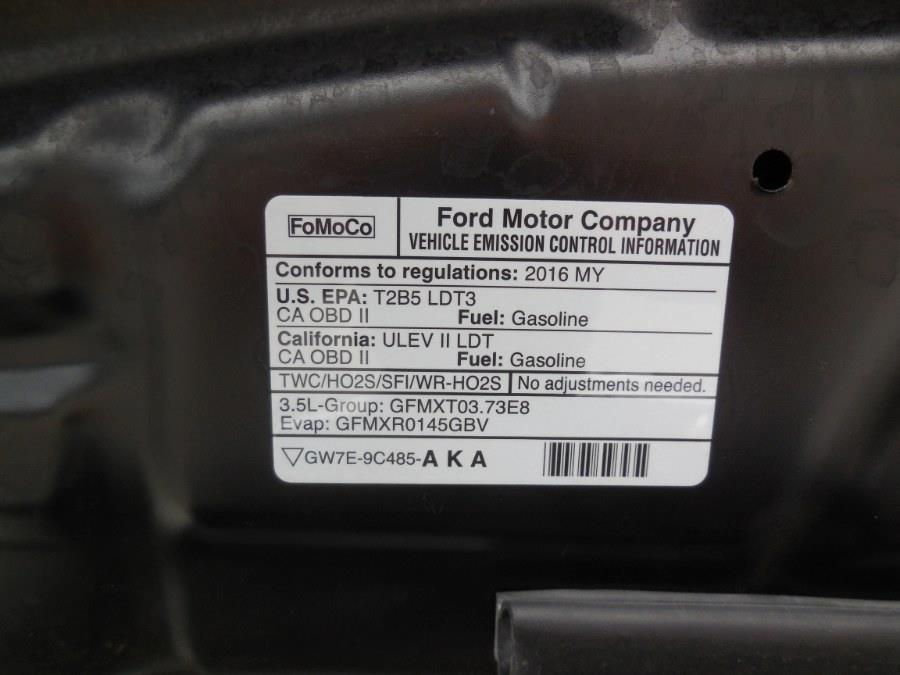 FoMoCo
Ford Motor Company
VEHICLE EMISSION CONTROL INFORMATION
Conforms to regulations: 2016 MY
U.S. EPA: T2B5 LDT3
CA OBD II Fuel: Gasoline
California: ULEV II LDT
CA OBD II Fuel: Gasoline
TWC/HO2S/SFI/WR-HO2S No adjustments needed.
3.5L-Group: GFMXT03.73E8
Evap: GFMXR0145GBV
GW7E-9C485-A K A